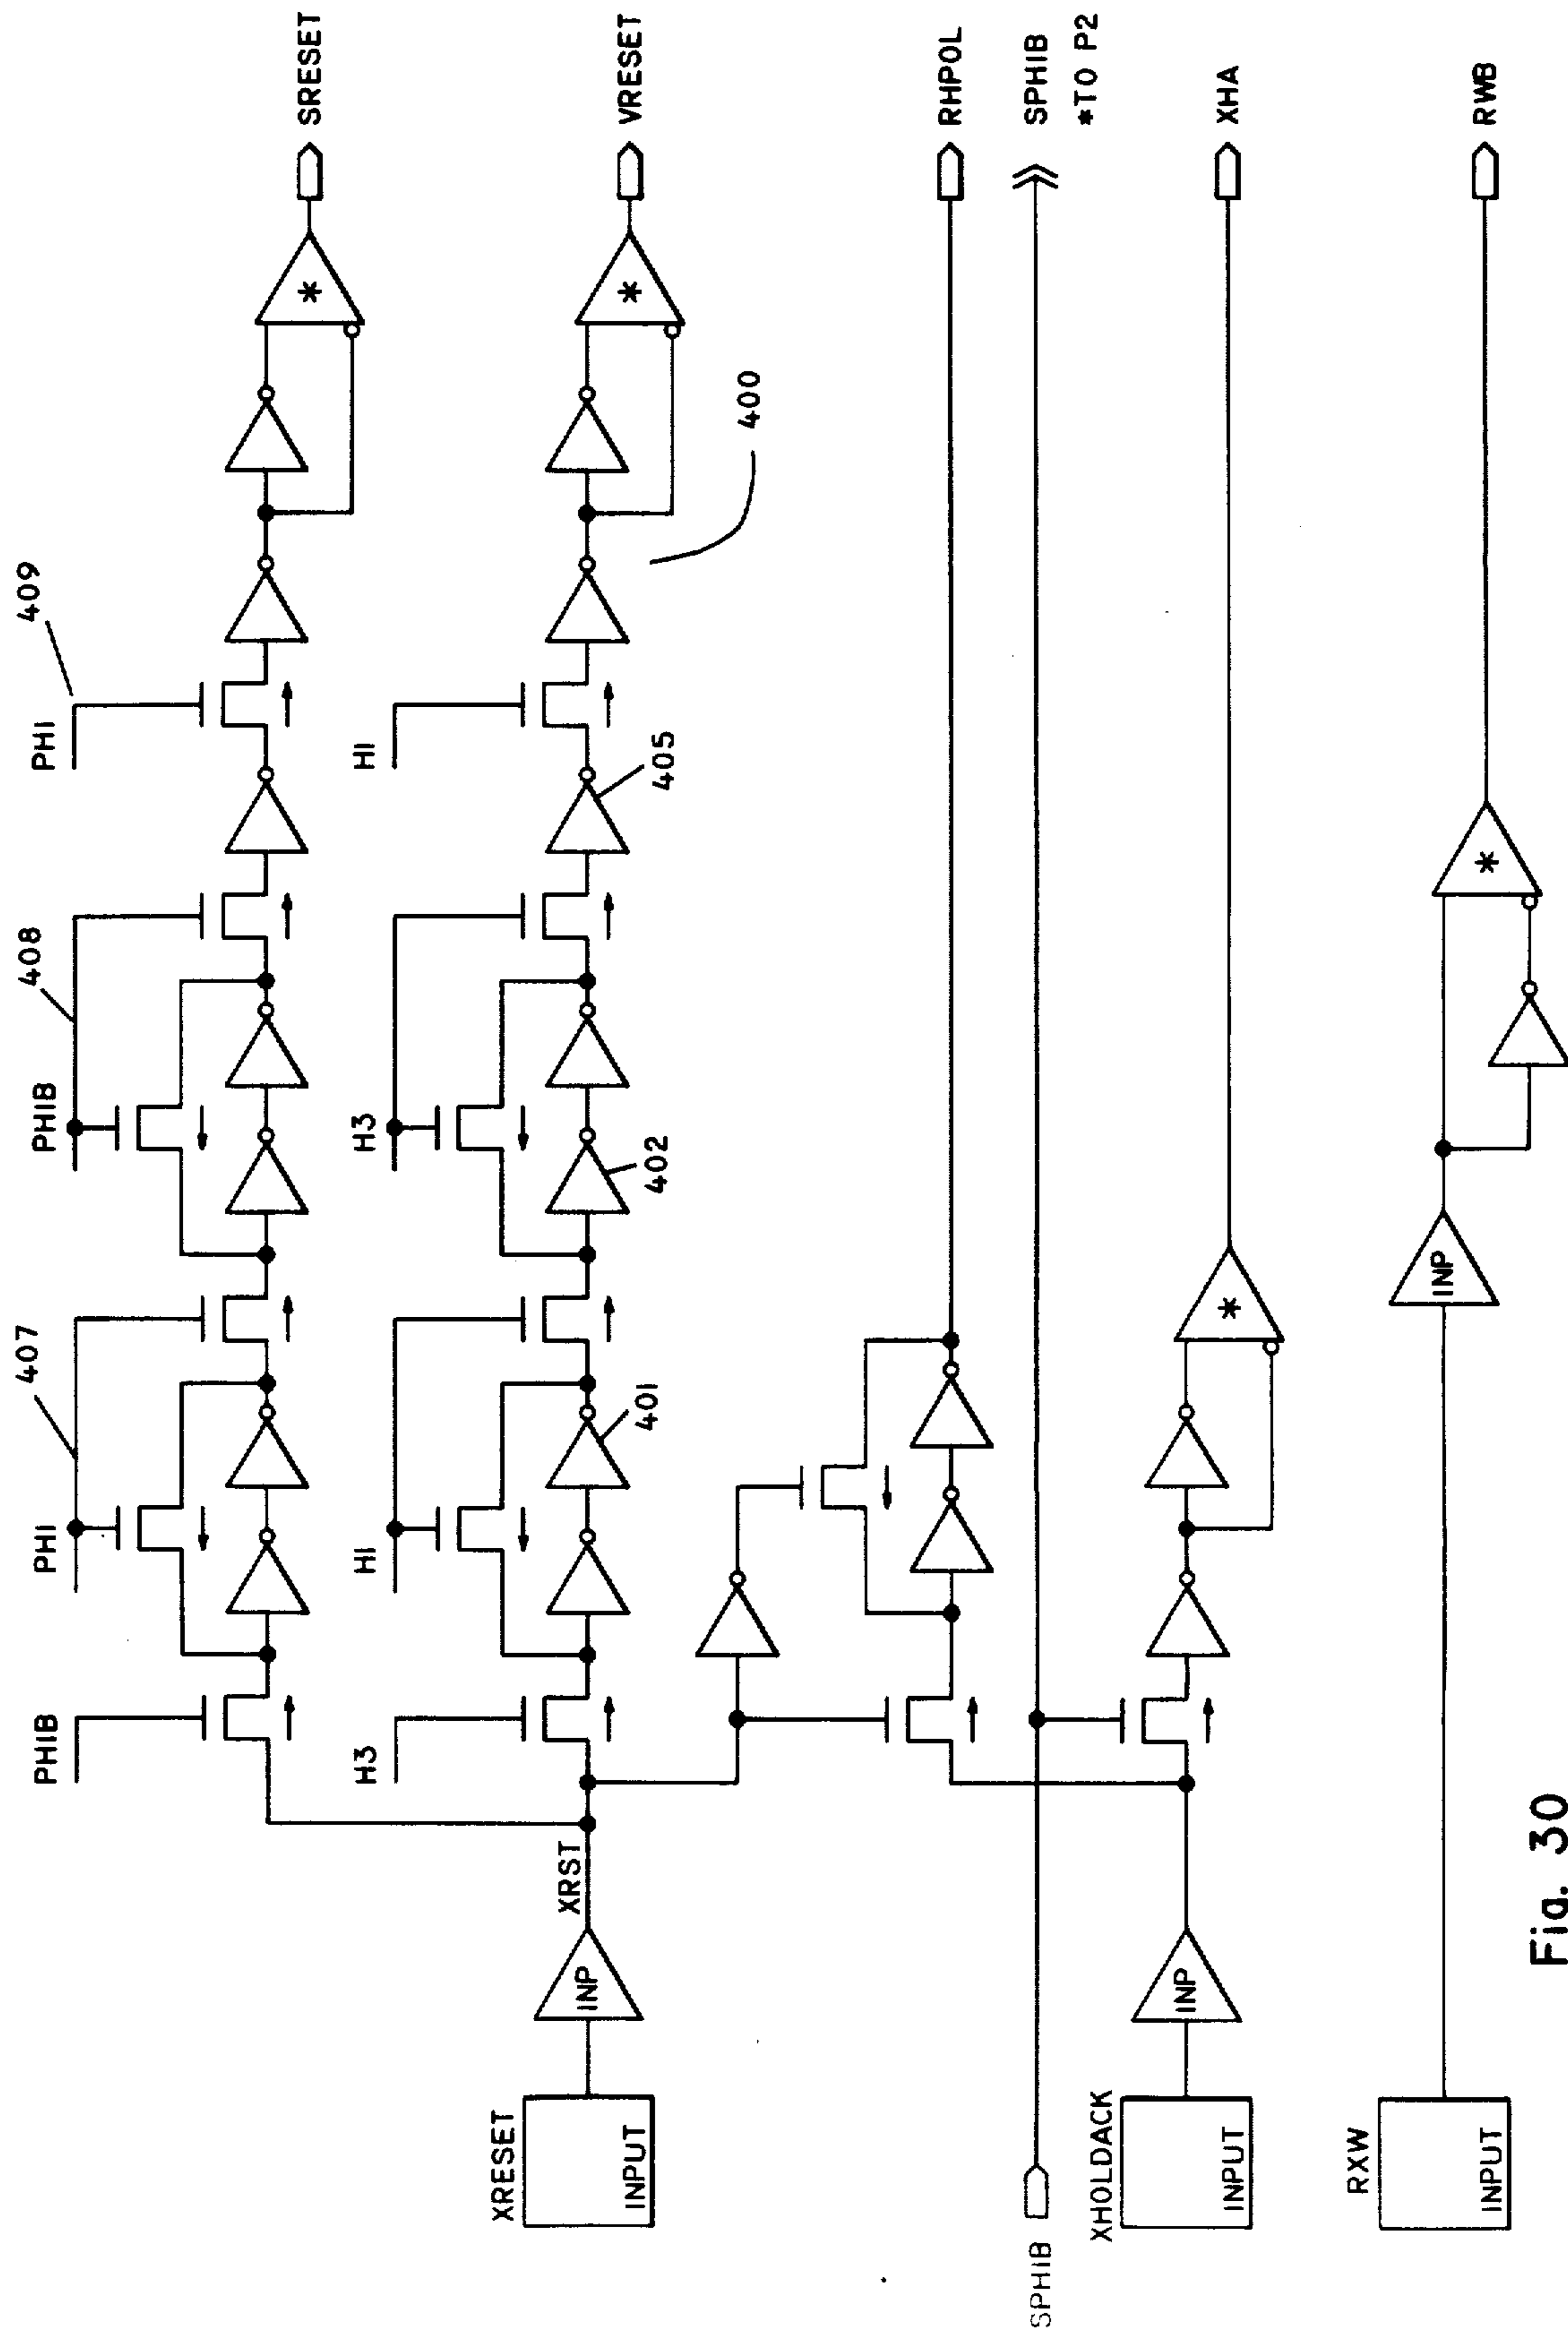 407
408
409
PHIB
PHI
PHIB
PHI
SRESET
H3
H1
H3
H1
XRESET
INPUT
INP
XRST
401
402
405
400
*
*
VRESET
RHPOL
SPHIB
SPHIB
*TO P2
XHOLDACK
INPUT
INP
*
XHA
RXW
INPUT
INP
*
RWB
Fig. 30